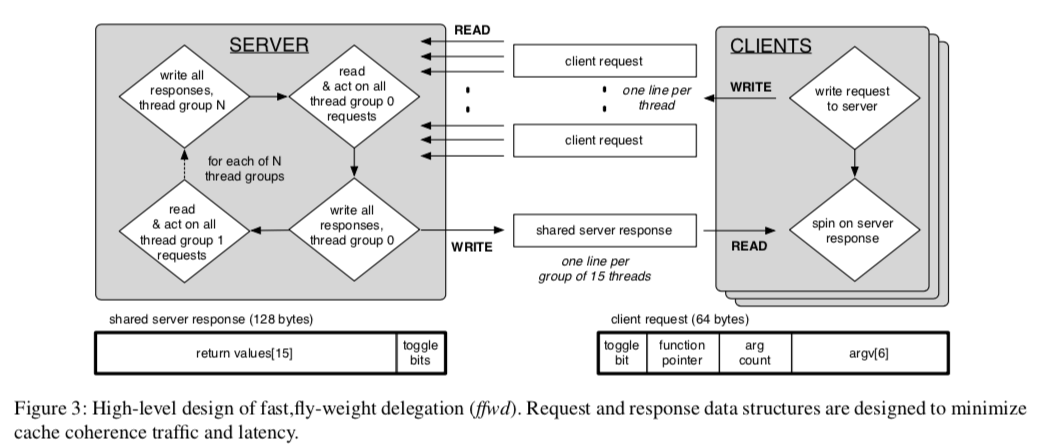 SERVER
write all
responses,
thread group N
read
& act on all
thread group 0
requests
for each of N
thread groups
read
& act on all
thread group 1
requests
write all
responses,
thread group 0
READ
client request
one line per
thread
client request
WRITE
shared server response
one line per
group of 15 threads
CLIENTS
WRITE
write request
to server
READ
spin on server
response
shared server response (128 bytes)
return values[15]
toggle
bits
client request (64 bytes)
toggle
bit
function
pointer
arg
count
argv[6]
Figure 3: High-level design of fast,fly-weight delegation (ffwd). Request and response data structures are designed to minimize
cache coherence traffic and latency.